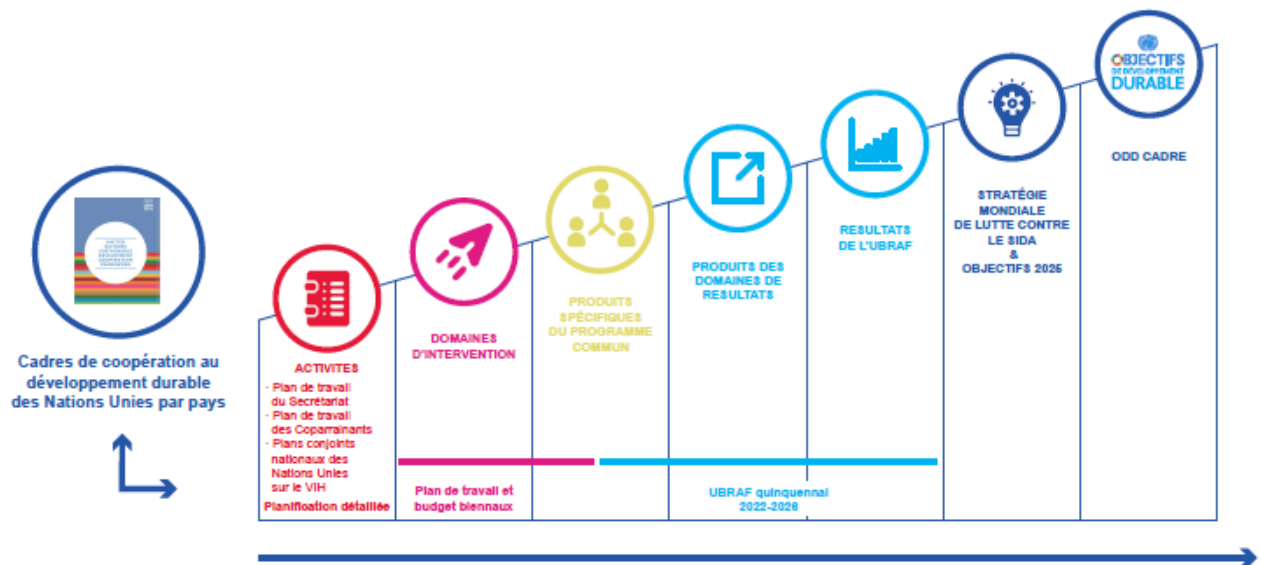 Cadres de coopération au
développement durable
des Nations Unies par pays
ACTIVITES
- Plan de travail
du Secrétariat
- Plan de travail
des Coparrainants
- Plans conjoints
nationaux des
Nations Unies
sur le VIH
Planification détaillée
DOMAINES
D'INTERVENTION
Plan de travail et
budget biennaux
PRODUITS
SPÉCIFIQUES
DU PROGRAMME
COMMUN
PRODUITS DES
DOMAINES DE
RESULTATS
RESULTATS
DE L'UBRAF
UBRAF quinquennal
2022-2026
STRATÉGIE
MONDIALE
DE LUTTE CONTRE
LE SIDA
&
OBJECTIFS 2025
OBJECTIFS
DE DÉVELOPPEMENT
DURABLE
ODD CADRE